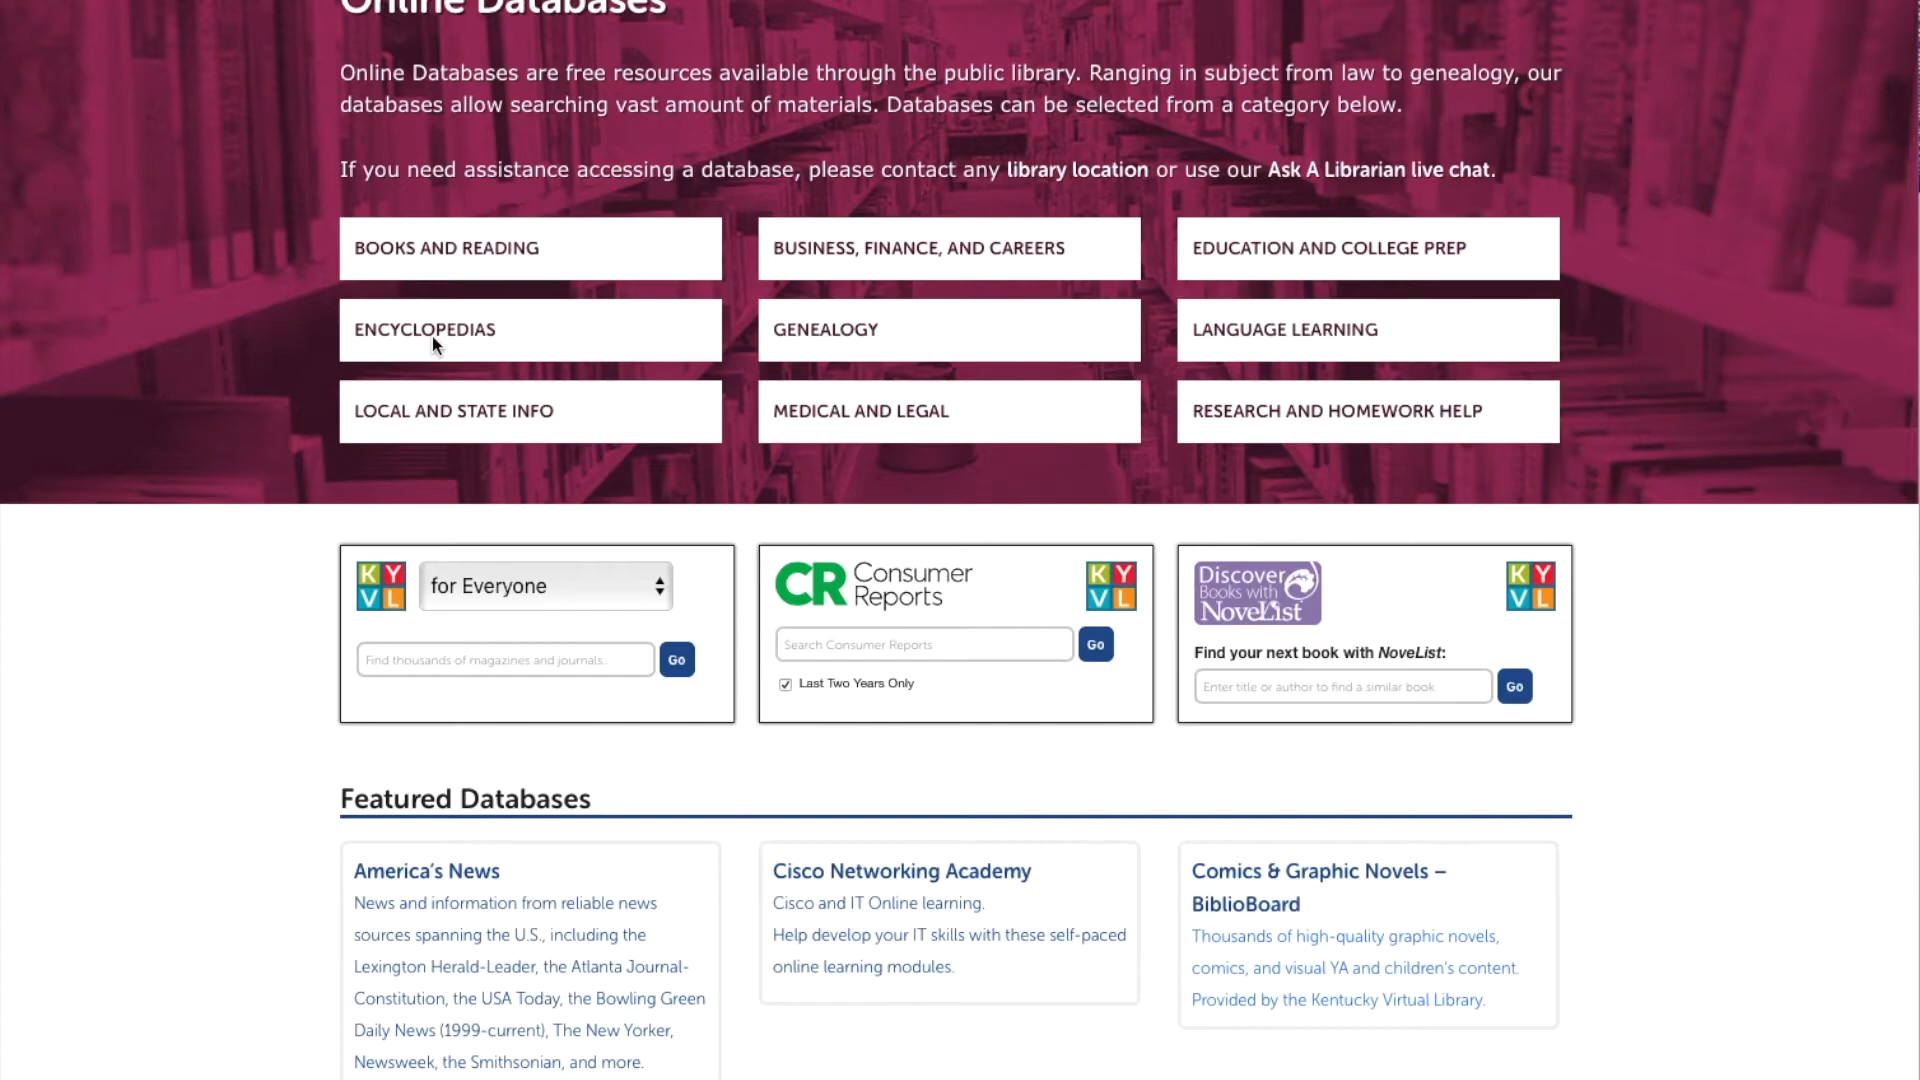 Online Databases
Online Databases are free resources available through the public library. Ranging in subject from law to genealogy, our
databases allow searching vast amount of materials. Databases can be selected from a category below.
If you need assistance accessing a database, please contact any library location or use our Ask A Librarian live chat.
BOOKS AND READING
BUSINESS, FINANCE, AND CAREERS
EDUCATION AND COLLEGE PREP
ENCYCLOPEDIAS
GENEALOGY
LANGUAGE LEARNING
LOCAL AND STATE INFO
MEDICAL AND LEGAL
RESEARCH AND HOMEWORK HELP
KY
VL
for Everyone
Find thousands of magazines and journals..
Go
CR Consumer
Reports
KY
VL
Search Consumer Reports
Go
Last Two Years Only
Discover
Books with
NoveList
KY
VL
Find your next book with NoveList:
Enter title or author to find a similar book.
Go
Featured Databases
America's News
News and information from reliable news
sources spanning the U.S., including the
Lexington Herald-Leader, the Atlanta Journal-
Constitution, the USA Today, the Bowling Green
Daily News (1999-current), The New Yorker,
Newsweek, the Smithsonian, and more.
Cisco Networking Academy
Cisco and IT Online learning.
Help develop your IT skills with these self-paced
online learning modules.
Comics & Graphic Novels –
BiblioBoard
Thousands of high-quality graphic novels,
comics, and visual YA and children's content.
Provided by the Kentucky Virtual Library.